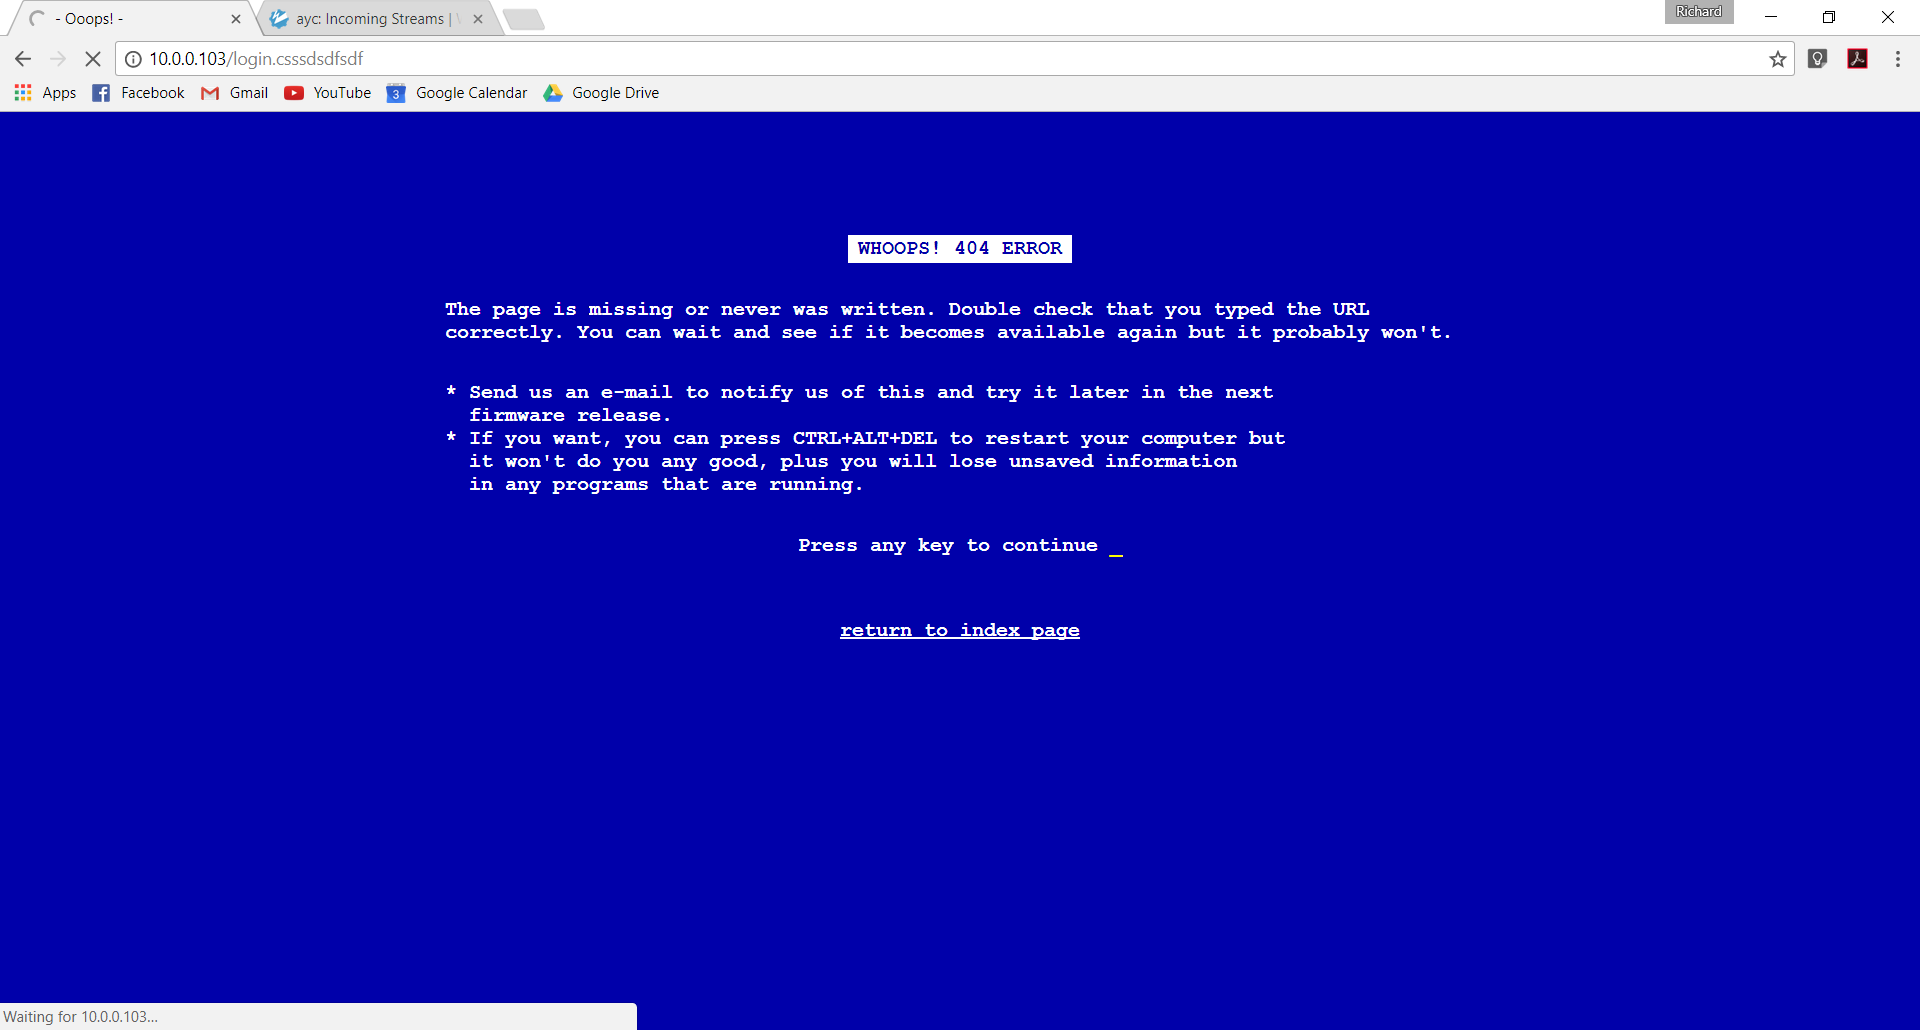 - Ooops! -
ayc: Incoming Streams |
Richard
10.0.0.103/login.csssdsdfsdf
Apps
Facebook
Gmail
YouTube
3
Google Calendar
Google Drive
WHOOPS! 404 ERROR
The page is missing or never was written. Double check that you typed the URL
correctly. You can wait and see if it becomes available again but it probably won't.
* Send us an e-mail to notify us of this and try it later in the next
firmware release.
* If you want, you can press CTRL+ALT+DEL to restart your computer but
it won't do you any good, plus you will lose unsaved information
in any programs that are running.
Press any key to continue _
return to index page
Waiting for 10.0.0.103...